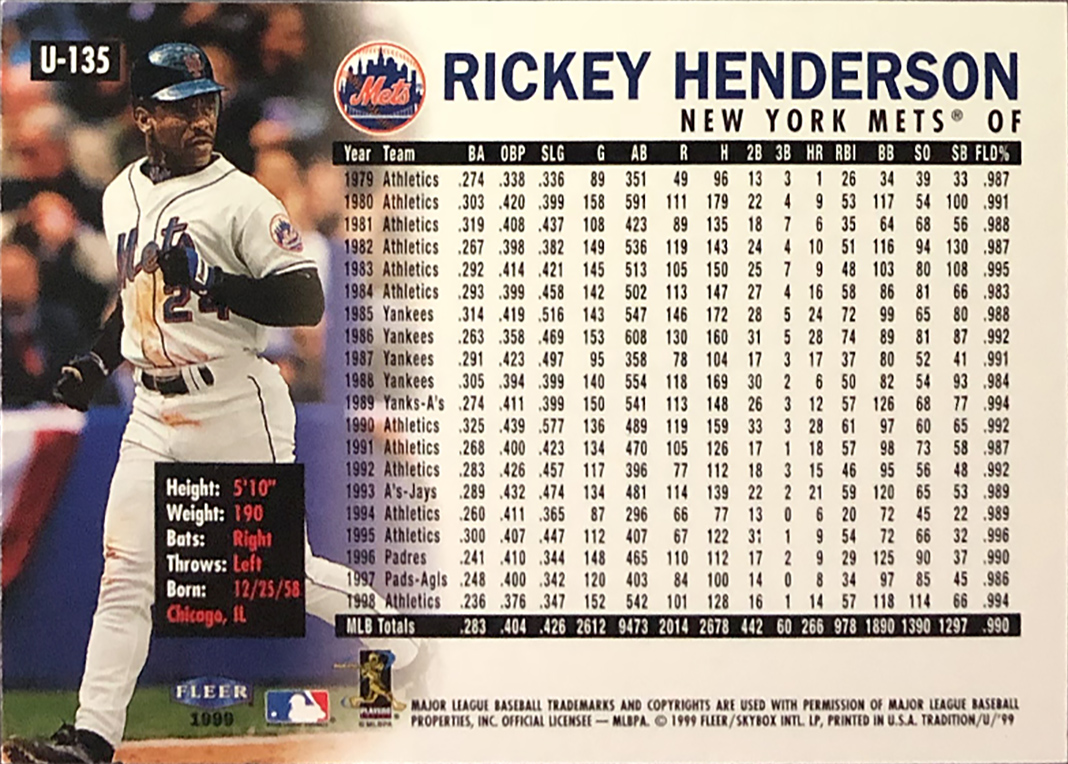 U-135
Mets
RICKEY HENDERSON
NEW YORK METS® OF
Year Team BA OBP SLG G AB R H 2B 3B HR RBI BB SO SB FLD%
1979 Athletics .274 .338 .336 89 351 49 96 13 3 1 26 34 39 33 .987
1980 Athletics .303 .420 .399 158 591 111 179 22 4 9 53 117 54 100 .991
1981 Athletics .319 .408 .437 108 423 89 135 18 7 6 35 64 68 56 .988
1982 Athletics .267 .398 .382 149 536 119 143 24 4 10 51 116 94 130 .987
1983 Athletics .292 .414 .421 145 513 105 150 25 7 9 48 103 80 108 .995
1984 Athletics .293 .399 .458 142 502 113 147 27 4 16 58 86 81 66 .983
1985 Yankees .314 .419 .516 143 547 146 172 28 5 24 72 99 65 80 .988
1986 Yankees .263 .358 .469 153 608 130 160 31 5 28 74 89 81 87 .992
1987 Yankees .291 .423 .497 95 358 78 104 17 3 17 37 80 52 41 .991
1988 Yankees .305 .394 .399 140 554 118 169 30 2 6 50 82 54 93 .984
1989 Yanks-A's .274 .411 .399 150 541 113 148 26 3 12 57 126 68 77 .994
1990 Athletics .325 .439 .577 136 489 119 159 33 3 28 61 97 60 65 .992
1991 Athletics .268 .400 .423 134 470 105 126 17 1 18 57 98 73 58 .987
1992 Athletics .283 .426 .457 117 396 77 112 18 3 15 46 95 56 48 .992
1993 A's-Jays .289 .432 .474 134 481 114 139 22 2 21 59 120 65 53 .989
1994 Athletics .260 .411 .365 87 296 66 77 13 0 6 20 72 45 22 .989
1995 Athletics .300 .407 .447 112 407 67 122 31 1 9 54 72 66 32 .996
1996 Padres .241 .410 .344 148 465 110 112 17 2 9 29 125 90 37 .990
1997 Pads-Agls .248 .400 .342 120 403 84 100 14 0 8 34 97 85 45 .986
1998 Athletics .236 .376 .347 152 542 101 128 16 1 14 57 118 114 66 .994
MLB Totals .283 .404 .426 2612 9473 2014 2678 442 60 266 978 1890 1390 1297 .990
Mets
24
Height: 5'10"
Weight: 190
Bats: Right
Throws: Left
Born: 12/25/58
Chicago, IL
FLEER
1999
PLAYERS
© MLBPA
MAJOR LEAGUE BASEBALL TRADEMARKS AND COPYRIGHTS ARE USED WITH PERMISSION OF MAJOR LEAGUE BASEBALL
PROPERTIES, INC. OFFICIAL LICENSEE — MLBPA. © 1999 FLEER/SKYBOX INTL. LP, PRINTED IN U.S.A. TRADITION/U/'99